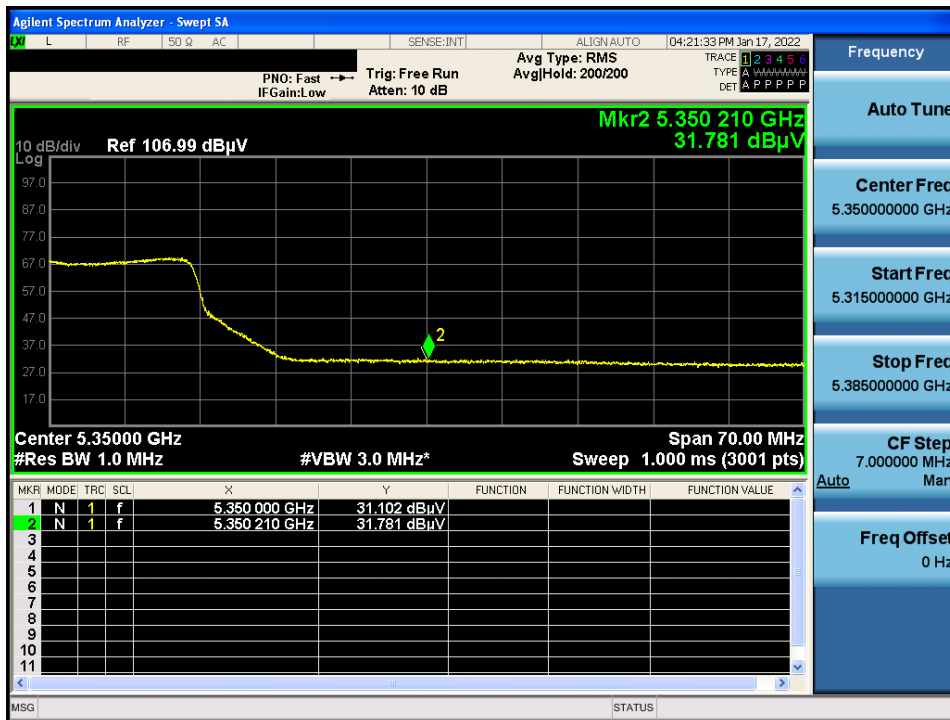 Agilent Spectrum Analyzer - Swept SA
LXI L RF 50 Ω AC SENSE:INT ALIGN AUTO 04:21:33 PM Jan 17, 2022
PNO: Fast
IFGain:Low
Trig: Free Run
Atten: 10 dB
Avg Type: RMS
Avg|Hold: 200/200
TRACE 1 2 3 4 5 6
TYPE A WWWWW
DET A P P P P P
Mkr2 5.350 210 GHz
31.781 dBµV
10 dB/div Ref 106.99 dBµV
Log
97.0
87.0
77.0
67.0
57.0
47.0
37.0
27.0
17.0
2
Center 5.35000 GHz Span 70.00 MHz
#Res BW 1.0 MHz #VBW 3.0 MHz* Sweep 1.000 ms (3001 pts)
MKR MODE TRC SCL X Y FUNCTION FUNCTION WIDTH FUNCTION VALUE
1 N 1 f 5.350 000 GHz 31.102 dBµV
2 N 1 f 5.350 210 GHz 31.781 dBµV
3
4
5
6
7
8
9
10
11
MSG STATUS
Frequency
Auto Tune
Center Freq
5.350000000 GHz
Start Freq
5.315000000 GHz
Stop Freq
5.385000000 GHz
CF Step
7.000000 MHz
Auto Man
Freq Offset
0 Hz